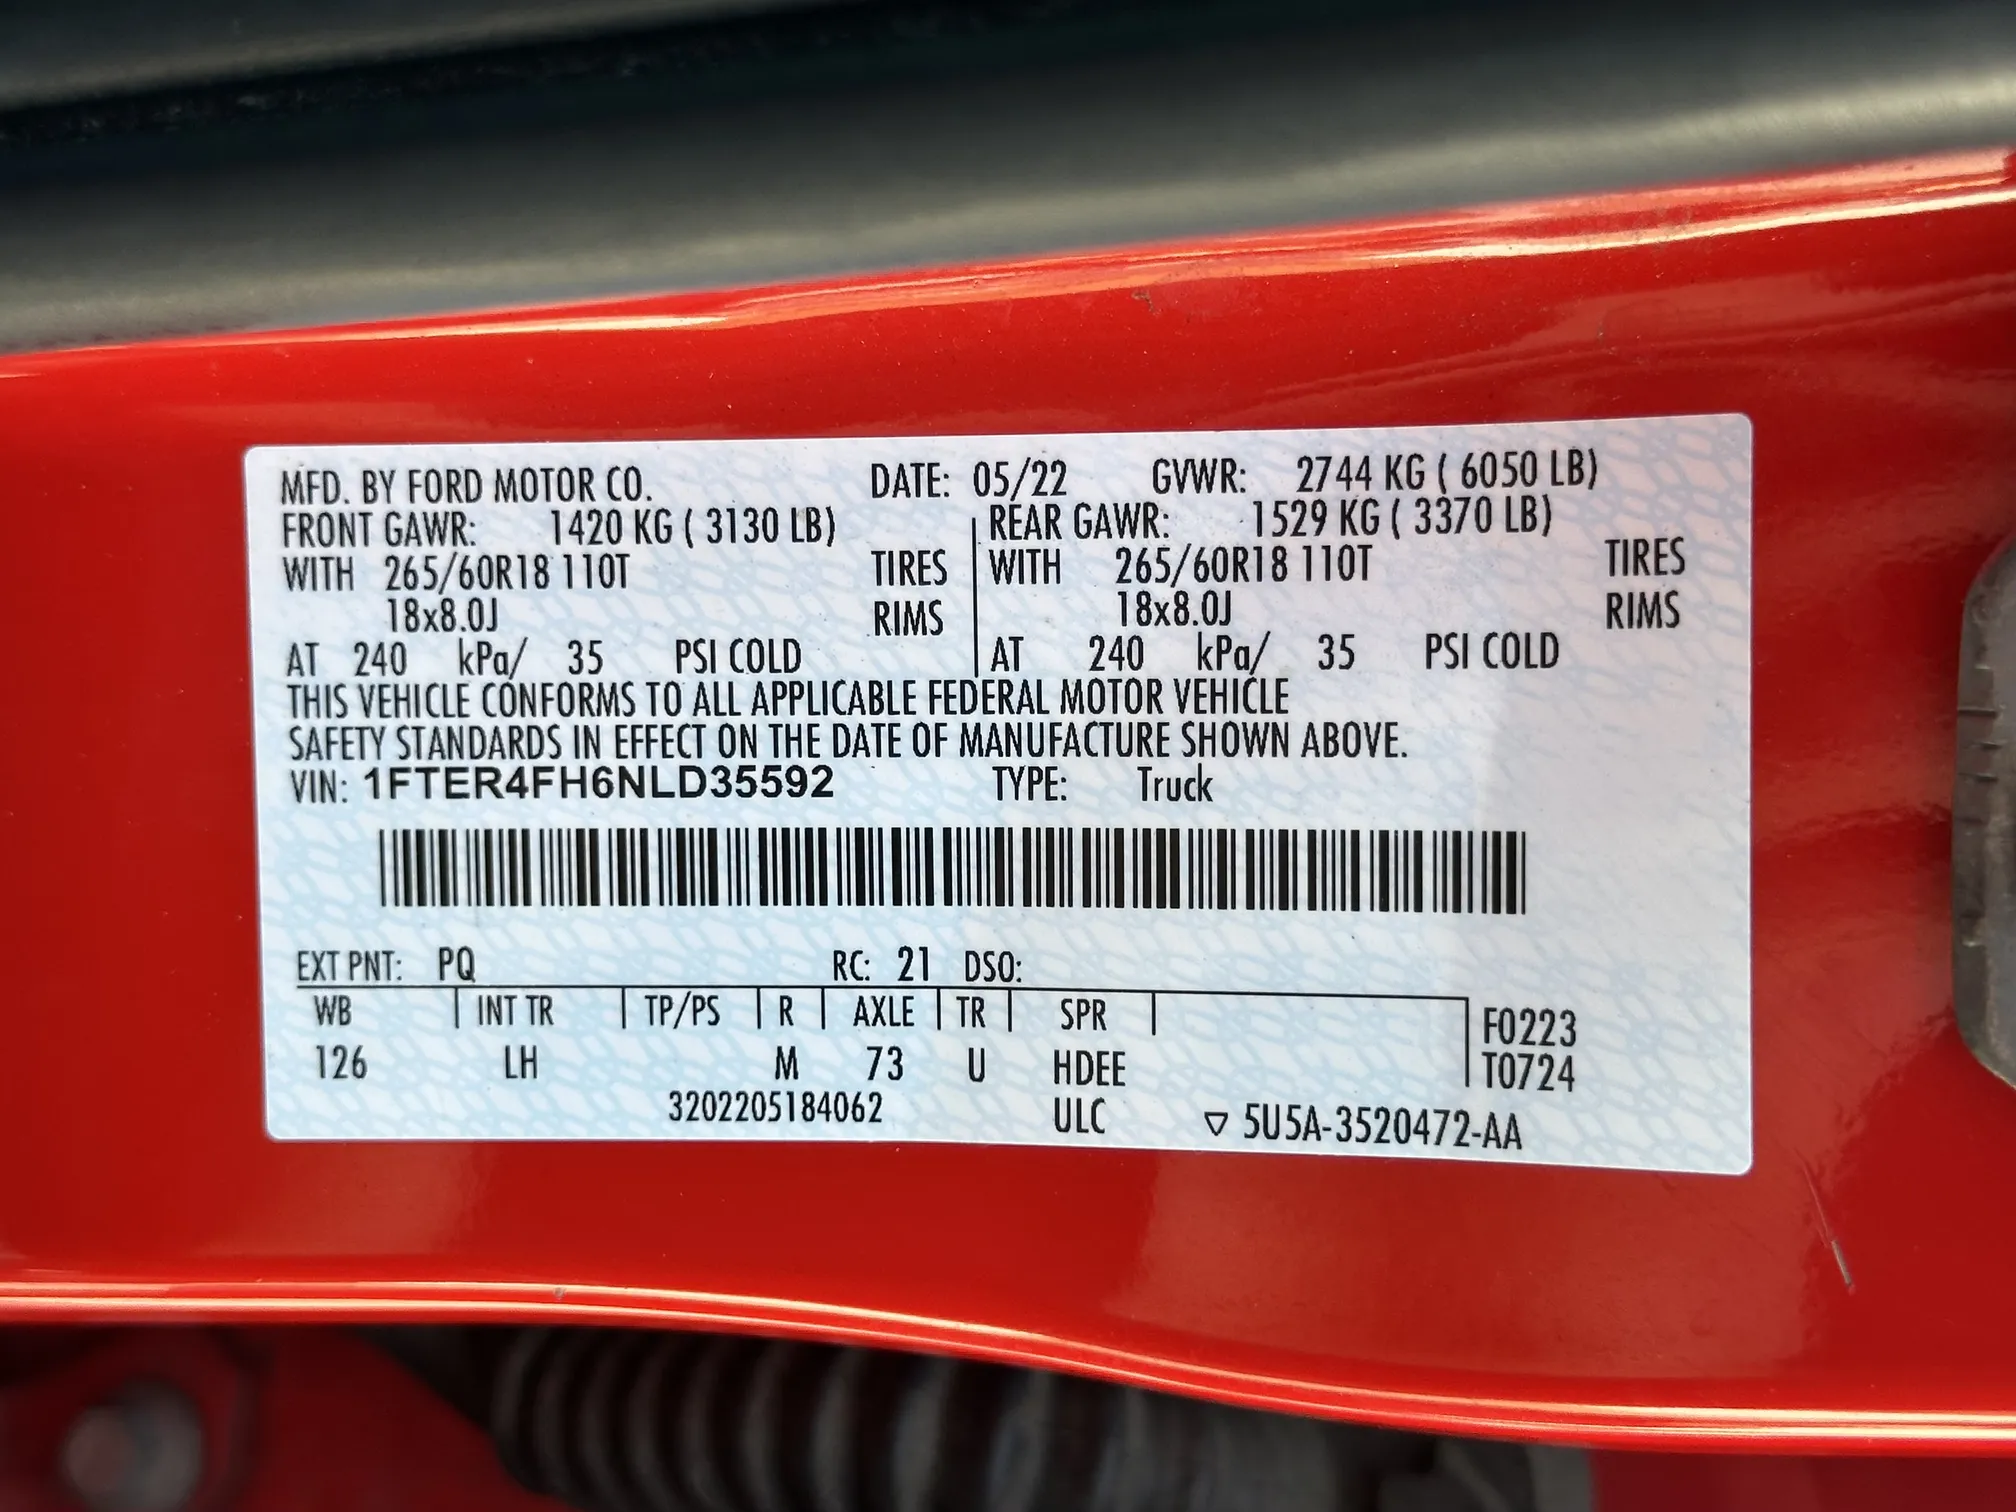 MFD. BY FORD MOTOR CO. DATE: 05/22 GVWR: 2744 KG ( 6050 LB)
FRONT GAWR: 1420 KG ( 3130 LB) REAR GAWR: 1529 KG ( 3370 LB)
WITH 265/60R18 110T TIRES WITH 265/60R18 110T TIRES
18x8.0J RIMS 18x8.0J RIMS
AT 240 kPa/ 35 PSI COLD AT 240 kPa/ 35 PSI COLD
THIS VEHICLE CONFORMS TO ALL APPLICABLE FEDERAL MOTOR VEHICLE
SAFETY STANDARDS IN EFFECT ON THE DATE OF MANUFACTURE SHOWN ABOVE.
VIN: 1FTER4FH6NLD35592 TYPE: Truck
EXT PNT: PQ RC: 21 DSO:
WB INT TR TP/PS R AXLE TR SPR F0223
126 LH M 73 U HDEE T0724
3202205184062 ULC ▽ 5U5A-3520472-AA